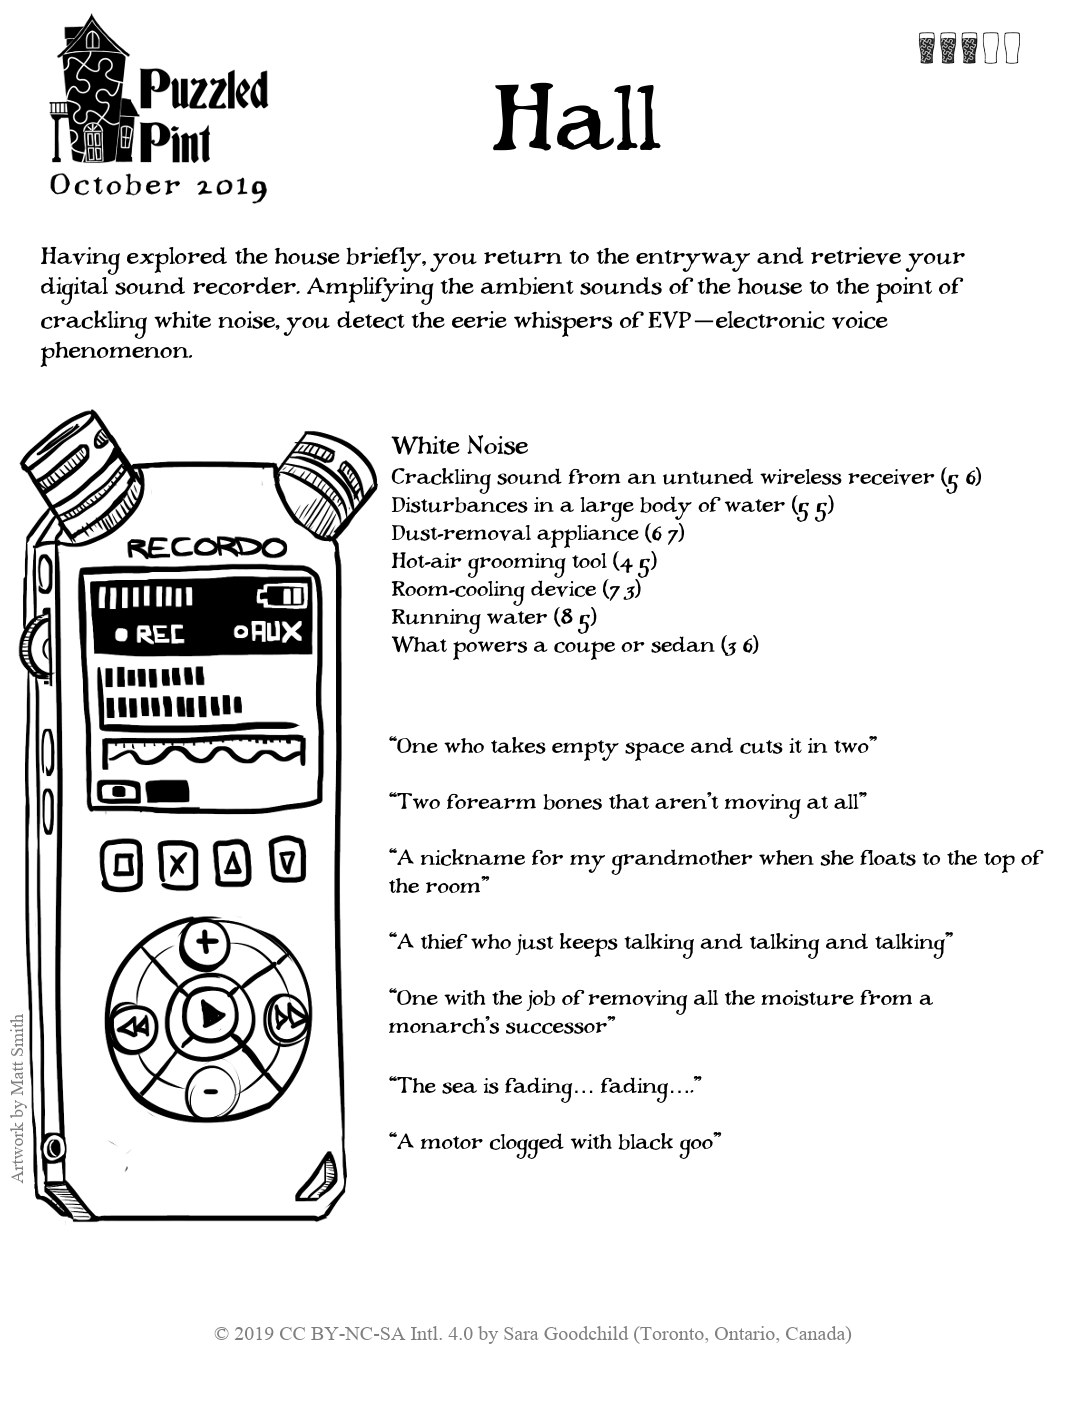 Puzzled
Pint
October 2019
Hall
Having explored the house briefly, you return to the entryway and retrieve your
digital sound recorder. Amplifying the ambient sounds of the house to the point of
crackling white noise, you detect the eerie whispers of EVP—electronic voice
phenomenon.
White Noise
Crackling sound from an untuned wireless receiver (5 6)
Disturbances in a large body of water (5 5)
Dust-removal appliance (6 7)
Hot-air grooming tool (4 5)
Room-cooling device (7 3)
Running water (8 5)
What powers a coupe or sedan (3 6)
RECORDO
REC
AUX
“One who takes empty space and cuts it in two”
“Two forearm bones that aren’t moving at all”
“A nickname for my grandmother when she floats to the top of
the room”
“A thief who just keeps talking and talking and talking”
“One with the job of removing all the moisture from a
monarch’s successor”
“The sea is fading… fading….”
“A motor clogged with black goo”
Artwork by Matt Smith
© 2019 CC BY-NC-SA Intl. 4.0 by Sara Goodchild (Toronto, Ontario, Canada)